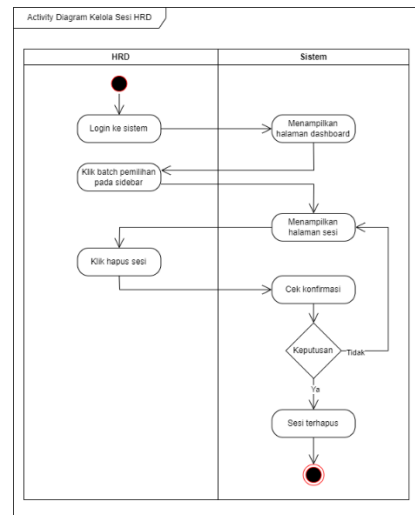 Activity Diagram Kelola Sesi HRD
HRD
Sistem
Login ke sistem
Menampilkan
halaman dashboard
Klik batch pemilihan
pada sidebar
Menampilkan
halaman sesi
Klik hapus sesi
Cek konfirmasi
Keputusan
Tidak
Ya
Sesi terhapus